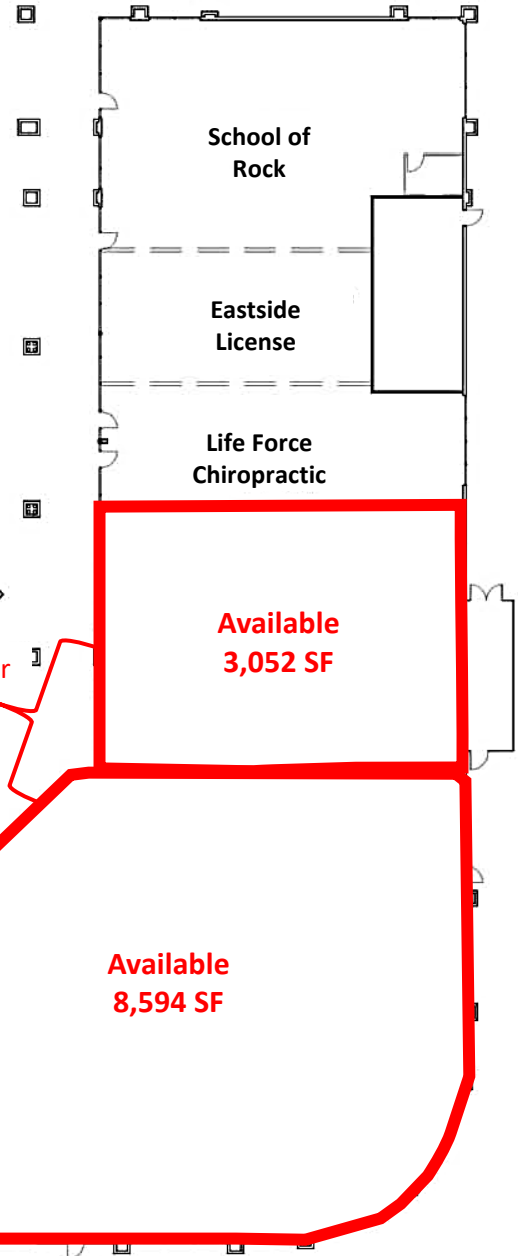 School of
Rock
Eastside
License
Life Force
Chiropractic
Available
3,052 SF
r
Available
8,594 SF